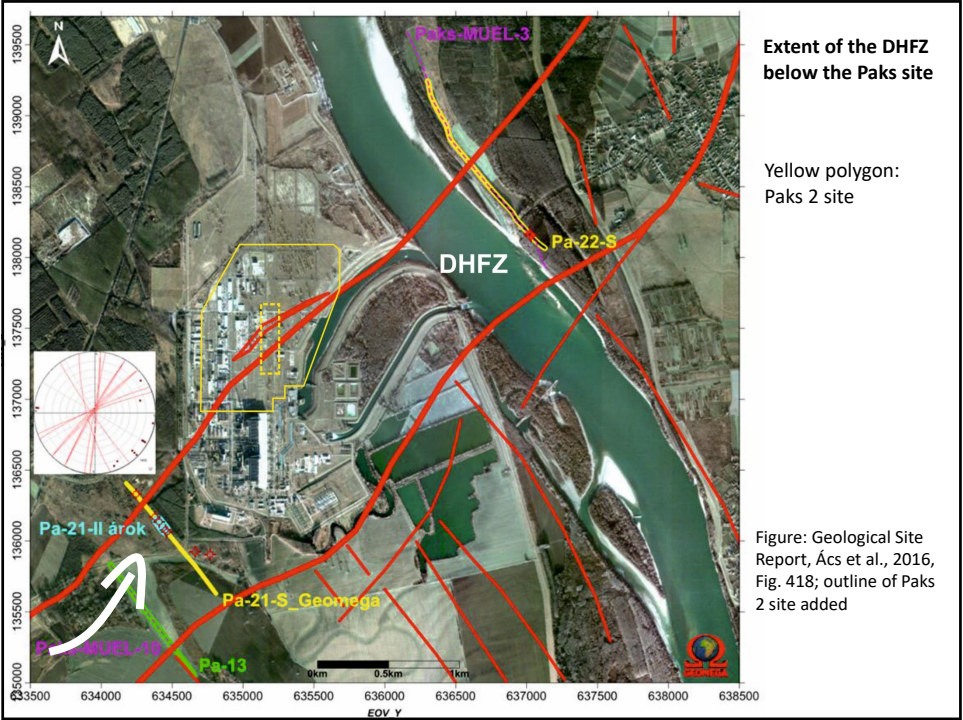 Extent of the DHFZ
below the Paks site
Yellow polygon:
Paks 2 site
Figure: Geological Site
Report, Ács et al., 2016,
Fig. 418; outline of Paks
2 site added
N
Paks-MUEL-3
Pa-22-S
DHFZ
Pa-21-II árok
Pa-21-S_Geomega
Paks-MUEL-10
Pa-13
0km 0.5km 1km
GEOMEGA
139500
139000
138500
138000
137500
137000
136500
136000
135500
135000
633500 634000 634500 635000 635500 636000 636500 637000 637500 638000 638500
EOV_Y